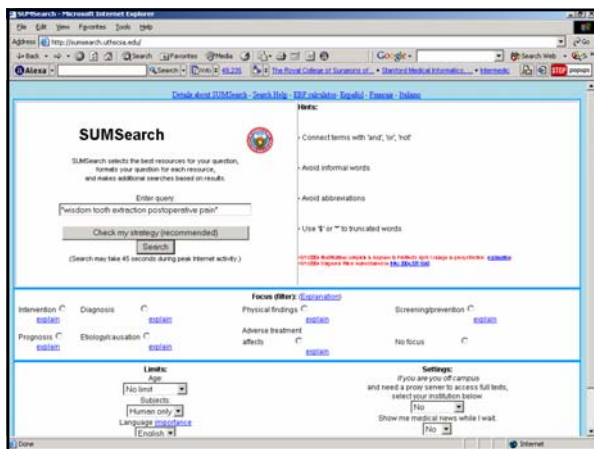 SUMSearch - Microsoft Internet Explorer
File Edit View Favorites Tools Help
Address http://sumsearch.uthscsa.edu/ Go
Back Search Favorites Media Google Search Web
Alexa Search Info 49,235 The Royal College of Surgeons of... Stanford Medical Informatics, ... Intermedic STOP popups
Details about SUMSearch - Search Help - EBP calculator- Español - Français - Italiano
SUMSearch
SUMSearch selects the best resources for your question,
formats your question for each resource,
and makes additional searches based on results.
Enter query
"wisdom tooth extraction postoperative pain"
Check my strategy (recommended)
Search
(Search may take 45 seconds during peak Internet activity.)
Hints:
Connect terms with 'and', 'or', 'not'
Avoid informal words
Avoid abbreviations
Use '$' or '*' to truncated words
Focus (filter): (Explanation)
Intervention Diagnosis Physical findings Screening/prevention
explain explain explain explain
Prognosis Etiology/causation Adverse treatment affects No focus
explain explain explain
Limits:
Age:
No limit
Subjects:
Human only
Language importance
English
Settings:
If you are you off campus
and need a proxy server to access full texts,
select your institution below
No
Show me medical news while I wait.
No
Done Internet